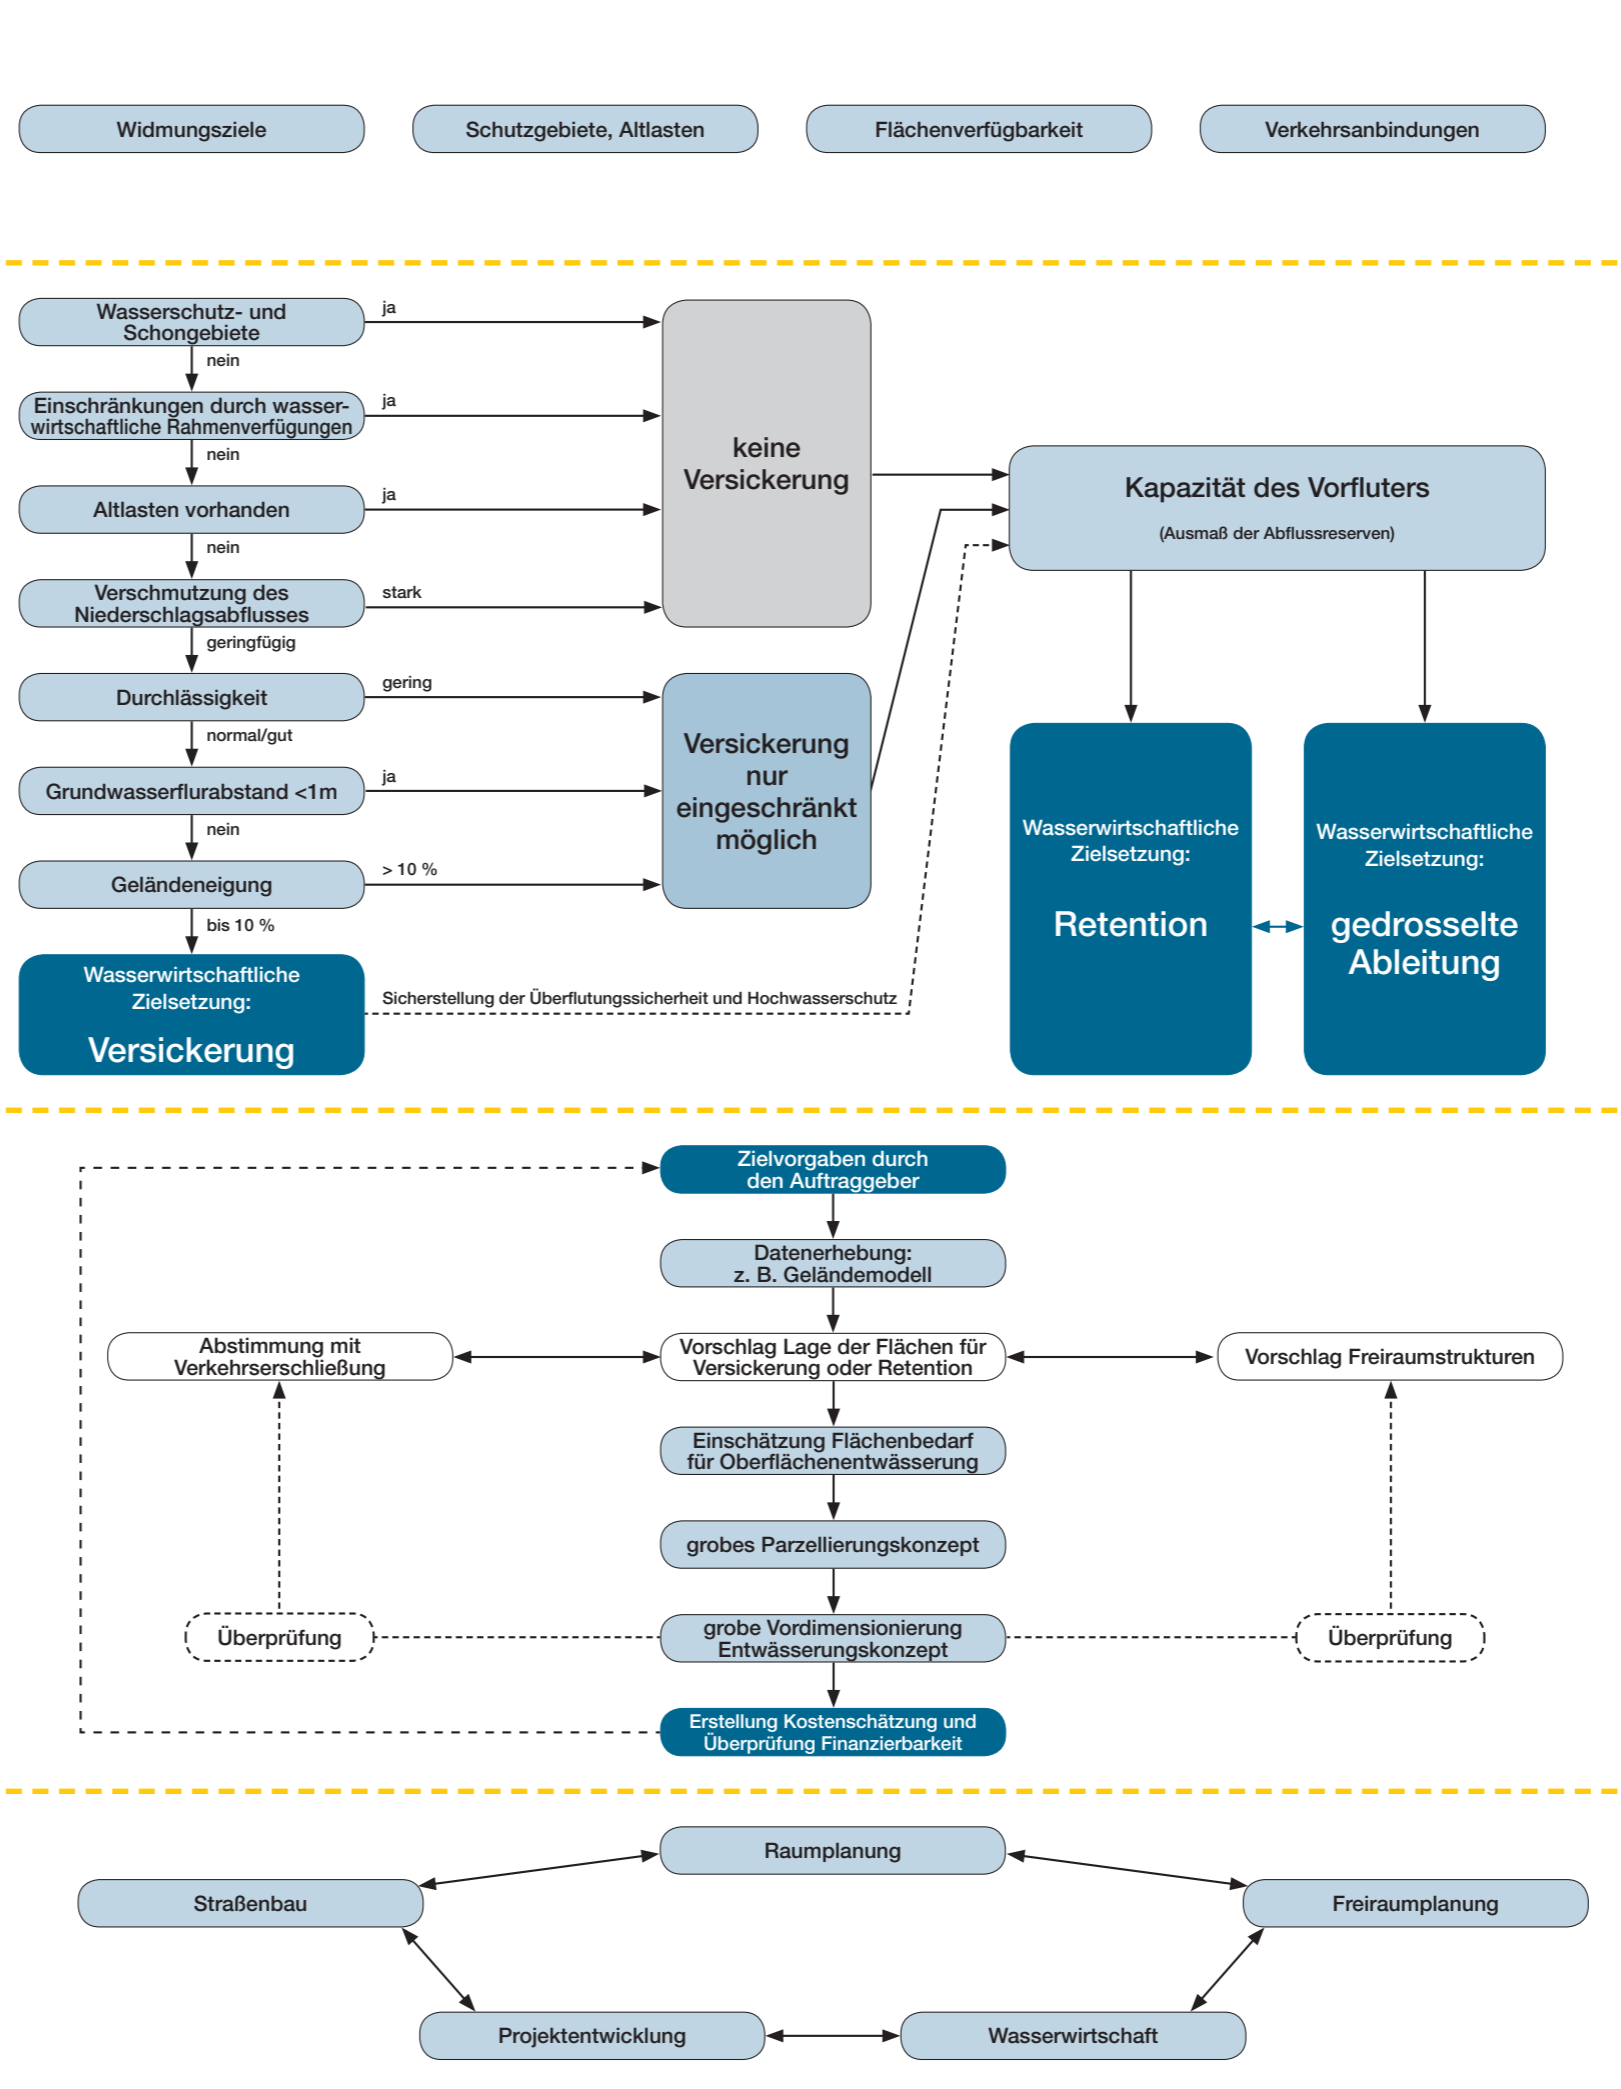 Widmungsziele
Schutzgebiete, Altlasten
Flächenverfügbarkeit
Verkehrsanbindungen
Wasserschutz- und
Schongebiete
ja
nein
Einschränkungen durch wasser-
wirtschaftliche Rahmenverfügungen
ja
nein
Altlasten vorhanden
ja
nein
Verschmutzung des
Niederschlagsabflusses
stark
geringfügig
keine
Versickerung
Durchlässigkeit
gering
normal/gut
Grundwasserflurabstand <1m
ja
nein
Geländeneigung
> 10 %
bis 10 %
Versickerung
nur
eingeschränkt
möglich
Wasserwirtschaftliche
Zielsetzung:
Versickerung
Sicherstellung der Überflutungssicherheit und Hochwasserschutz
Kapazität des Vorfluters
(Ausmaß der Abflussreserven)
Wasserwirtschaftliche
Zielsetzung:
Retention
Wasserwirtschaftliche
Zielsetzung:
gedrosselte
Ableitung
Zielvorgaben durch
den Auftraggeber
Datenerhebung:
z. B. Geländemodell
Abstimmung mit
Verkehrserschließung
Vorschlag Lage der Flächen für
Versickerung oder Retention
Vorschlag Freiraumstrukturen
Einschätzung Flächenbedarf
für Oberflächenentwässerung
grobes Parzellierungskonzept
Überprüfung
grobe Vordimensionierung
Entwässerungskonzept
Überprüfung
Erstellung Kostenschätzung und
Überprüfung Finanzierbarkeit
Raumplanung
Straßenbau
Freiraumplanung
Projektentwicklung
Wasserwirtschaft